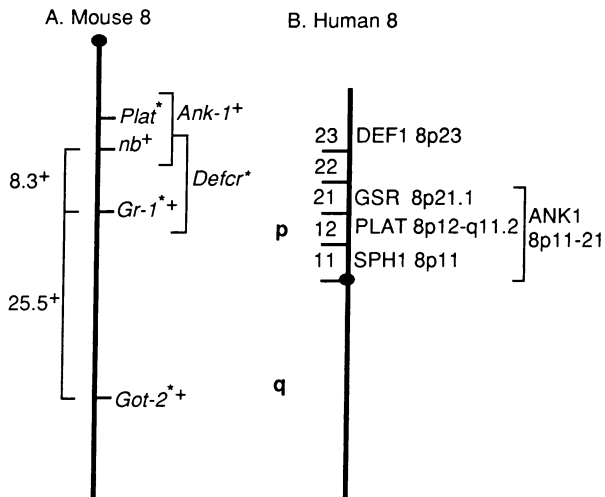 A. Mouse 8
Plat*
Ank-1+
nb+
Defcr*
8.3+
Gr-1*+
25.5+
Got-2*+
B. Human 8
23 DEF1 8p23
22
21 GSR 8p21.1
p 12 PLAT 8p12-q11.2
11 SPH1 8p11
ANK1
8p11-21
q